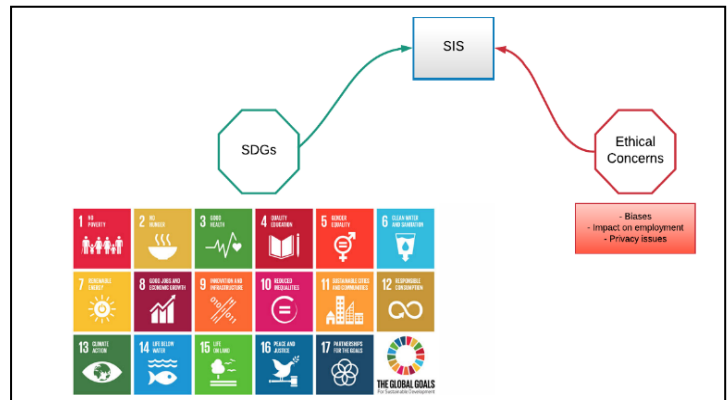 SIS
SDGs
Ethical
Concerns
- Biases
- Impact on employment
- Privacy issues
1 NO
POVERTY
2 NO
HUNGER
3 GOOD
HEALTH
4 QUALITY
EDUCATION
5 GENDER
EQUALITY
6 CLEAN WATER
AND SANITATION
7 RENEWABLE
ENERGY
8 GOOD JOBS AND
ECONOMIC GROWTH
9 INNOVATION AND
INFRASTRUCTURE
10 REDUCED
INEQUALITIES
11 SUSTAINABLE CITIES
AND COMMUNITIES
12 RESPONSIBLE
CONSUMPTION
13 CLIMATE
ACTION
14 LIFE BELOW
WATER
15 LIFE
ON LAND
16 PEACE AND
JUSTICE
17 PARTNERSHIPS
FOR THE GOALS
THE GLOBAL GOALS
For Sustainable Development